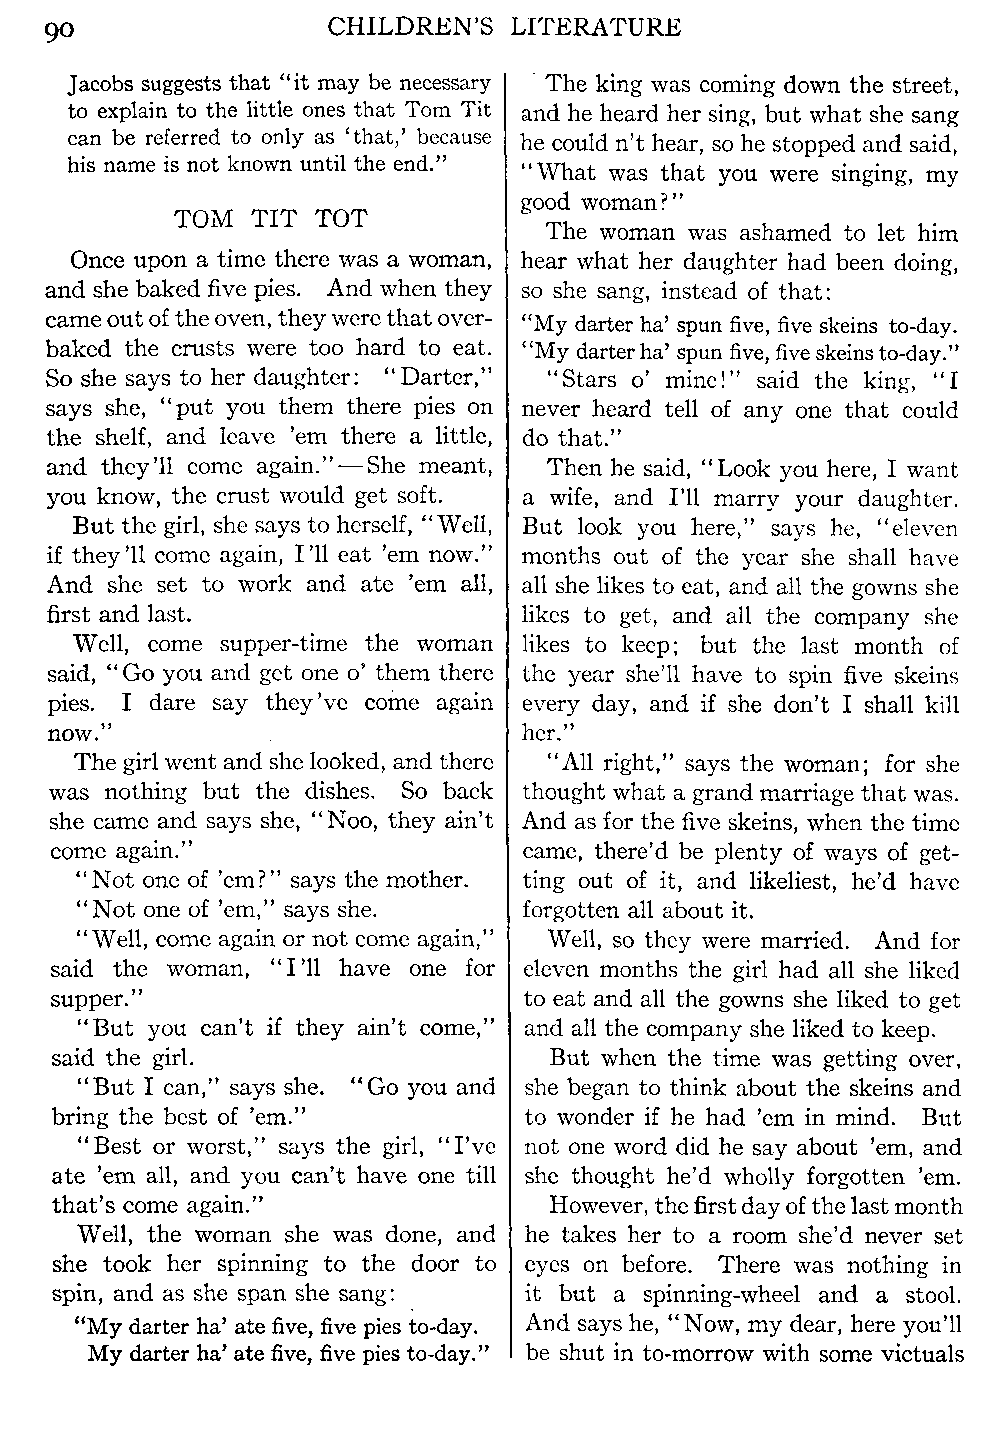 90
CHILDREN'S LITERATURE
Jacobs suggests that "it may be necessary
to explain to the little ones that Tom Tit
can be referred to only as 'that,' because
his name is not known until the end."
TOM TIT TOT
Once upon a time there was a woman,
and she baked five pies. And when they
came out of the oven, they were that over-
baked the crusts were too hard to eat.
So she says to her daughter: "Darter,"
says she, "put you them there pies on
the shelf, and leave 'em there a little,
and they'll come again."—She meant,
you know, the crust would get soft.
But the girl, she says to herself, "Well,
if they'll come again, I'll eat 'em now."
And she set to work and ate 'em all,
first and last.
Well, come supper-time the woman
said, "Go you and get one o' them there
pies. I dare say they've come again
now."
The girl went and she looked, and there
was nothing but the dishes. So back
she came and says she, "Noo, they ain't
come again."
"Not one of 'em?" says the mother.
"Not one of 'em," says she.
"Well, come again or not come again,"
said the woman, "I'll have one for
supper."
"But you can't if they ain't come,"
said the girl.
"But I can," says she. "Go you and
bring the best of 'em."
"Best or worst," says the girl, "I've
ate 'em all, and you can't have one till
that's come again."
Well, the woman she was done, and
she took her spinning to the door to
spin, and as she span she sang:
"My darter ha' ate five, five pies to-day.
My darter ha' ate five, five pies to-day."
The king was coming down the street,
and he heard her sing, but what she sang
he could n't hear, so he stopped and said,
"What was that you were singing, my
good woman?"
The woman was ashamed to let him
hear what her daughter had been doing,
so she sang, instead of that:
"My darter ha' spun five, five skeins to-day.
"My darter ha' spun five, five skeins to-day."
"Stars o' mine!" said the king, "I
never heard tell of any one that could
do that."
Then he said, "Look you here, I want
a wife, and I'll marry your daughter.
But look you here," says he, "eleven
months out of the year she shall have
all she likes to eat, and all the gowns she
likes to get, and all the company she
likes to keep; but the last month of
the year she'll have to spin five skeins
every day, and if she don't I shall kill
her."
"All right," says the woman; for she
thought what a grand marriage that was.
And as for the five skeins, when the time
came, there'd be plenty of ways of get-
ting out of it, and likeliest, he'd have
forgotten all about it.
Well, so they were married. And for
eleven months the girl had all she liked
to eat and all the gowns she liked to get
and all the company she liked to keep.
But when the time was getting over,
she began to think about the skeins and
to wonder if he had 'em in mind. But
not one word did he say about 'em, and
she thought he'd wholly forgotten 'em.
However, the first day of the last month
he takes her to a room she'd never set
eyes on before. There was nothing in
it but a spinning-wheel and a stool.
And says he, "Now, my dear, here you'll
be shut in to-morrow with some victuals